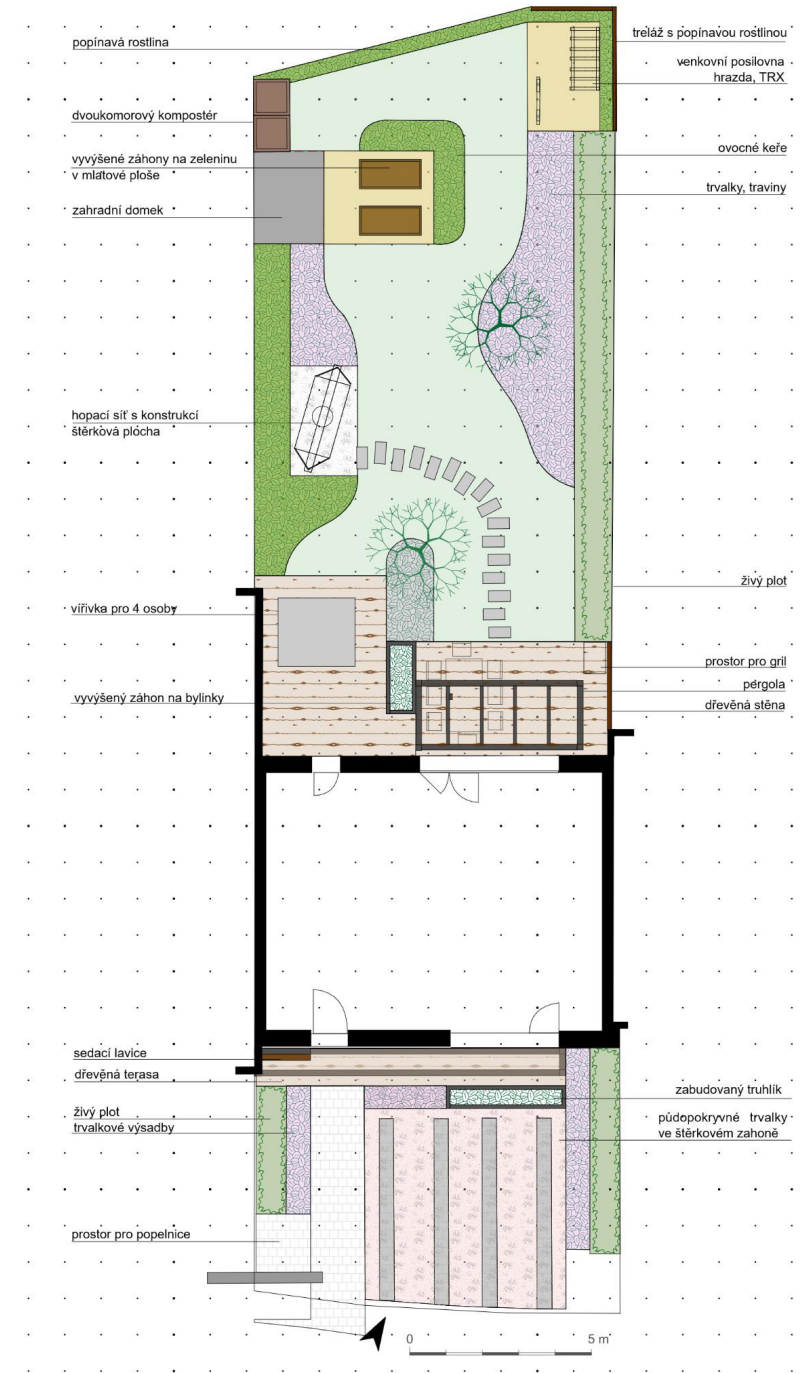 popínavá rostlina
treláž s popínavou rostlinou
venkovní posilovna
hrazda, TRX
dvoukomorový kompostér
ovocné keře
vyvýšené záhony na zeleninu
v mlatové ploše
trvalky, traviny
zahradní domek
hopací síť s konstrukcí
štěrková plocha
živý plot
vířivka pro 4 osoby
prostor pro gril
pergola
vyvýšený záhon na bylinky
dřevěná stěna
sedací lavice
dřevěná terasa
zabudovaný truhlík
živý plot
trvalkové výsadby
půdopokryvné trvalky
ve štěrkovém zahoně
prostor pro popelnice
0 5 m